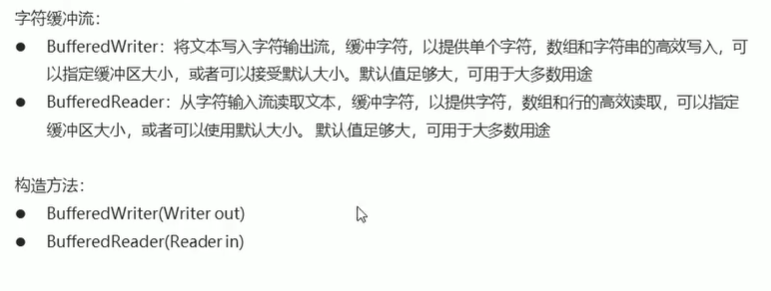 字符缓冲流：
● BufferedWriter：将文本写入字符输出流，缓冲字符，以提供单个字符，数组和字符串的高效写入，可
以指定缓冲区大小，或者可以接受默认大小。默认值足够大，可用于大多数用途
● BufferedReader：从字符输入流读取文本，缓冲字符，以提供字符，数组和行的高效读取，可以指定
缓冲区大小，或者可以使用默认大小。 默认值足够大，可用于大多数用途
构造方法：
● BufferedWriter(Writer out)
● BufferedReader(Reader in)